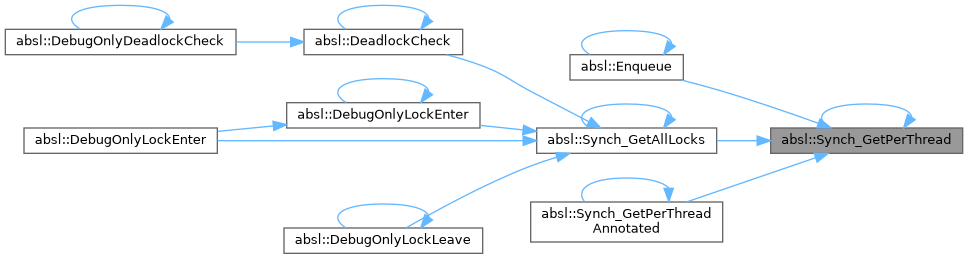 absl::DebugOnlyDeadlockCheck
absl::DeadlockCheck
absl::Enqueue
absl::DebugOnlyLockEnter
absl::DebugOnlyLockEnter
absl::Synch_GetAllLocks
absl::Synch_GetPerThread
absl::Synch_GetPerThread
Annotated
absl::DebugOnlyLockLeave